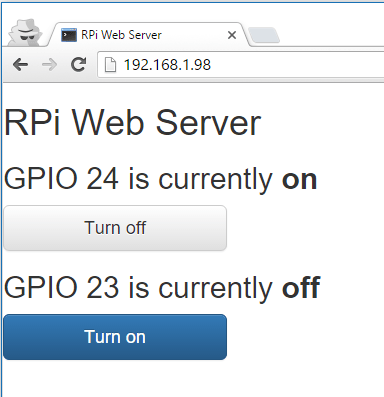 RPi Web Server
192.168.1.98
RPi Web Server
GPIO 24 is currently on
Turn off
GPIO 23 is currently off
Turn on